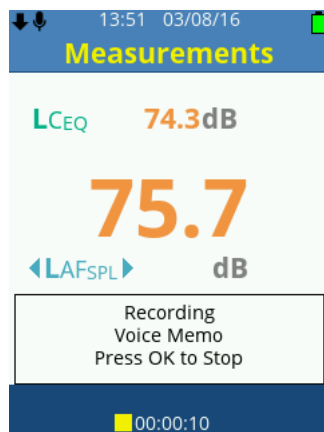 13:51 03/08/16
Measurements
LCEQ 74.3dB
75.7
LAFSPL dB
Recording
Voice Memo
Press OK to Stop
00:00:10